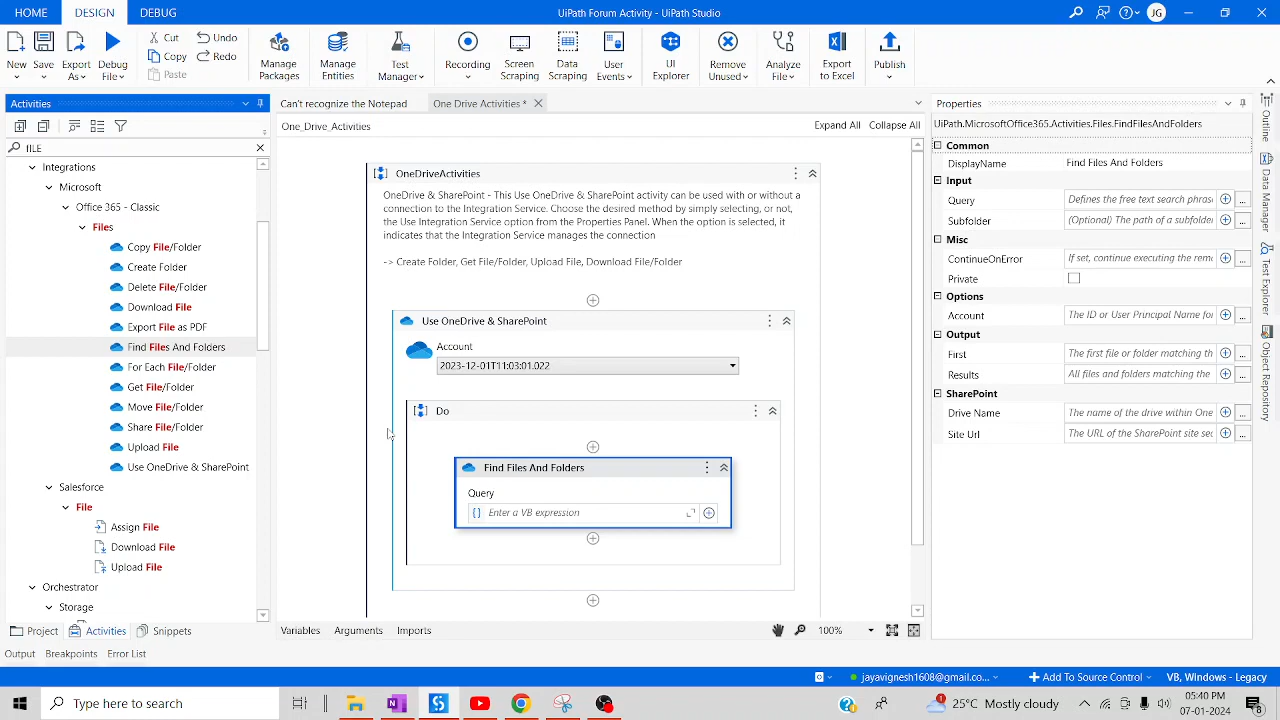 HOME
DESIGN
DEBUG
UiPath Forum Activity - UiPath Studio
JG
New
Save
Export As
Debug File
Cut
Copy
Paste
Undo
Redo
Manage Packages
Manage Entities
Test Manager
Recording
Screen Scraping
Data Scraping
User Events
UI Explorer
Remove Unused
Analyze File
Export to Excel
Publish
Activities
FILE
Integrations
Microsoft
Office 365 - Classic
Files
Copy File/Folder
Create Folder
Delete File/Folder
Download File
Export File as PDF
Find Files And Folders
For Each File/Folder
Get File/Folder
Move File/Folder
Share File/Folder
Upload File
Use OneDrive & SharePoint
Salesforce
File
Assign File
Download File
Upload File
Orchestrator
Storage
Project
Activities
Snippets
Can't recognize the Notepad
One Drive Activities *
One_Drive_Activities
Expand All
Collapse All
OneDriveActivities
OneDrive & SharePoint - This Use OneDrive & SharePoint activity can be used with or without a
connection to the Integration Service. Choose the desired method by simply selecting, or not,
the Use Integration Service option from the Properties Panel. When the option is selected, it
indicates that the Integration Service manages the connection
-> Create Folder, Get File/Folder, Upload File, Download File/Folder
Use OneDrive & SharePoint
Account
2023-12-01T11:03:01.022
Do
Find Files And Folders
Query
Enter a VB expression
Variables
Arguments
Imports
100%
Properties
UiPath.MicrosoftOffice365.Activities.Files.FindFilesAndFolders
Common
DisplayName Find Files And Folders
Input
Query Defines the free text search phras
Subfolder (Optional) The path of a subfolde
Misc
ContinueOnError If set, continue executing the rem
Private
Options
Account The ID or User Principal Name fo
Output
First The first file or folder matching th
Results All files and folders matching the
SharePoint
Drive Name The name of the drive within One
Site Url The URL of the SharePoint site se
Outline
Data Manager
Test Explorer
Object Repository
Output
Breakpoints
Error List
jayavignesh1608@gmail.co...
Add To Source Control
VB, Windows - Legacy
Type here to search
25°C Mostly cloudy
05:40 PM
07-01-2024